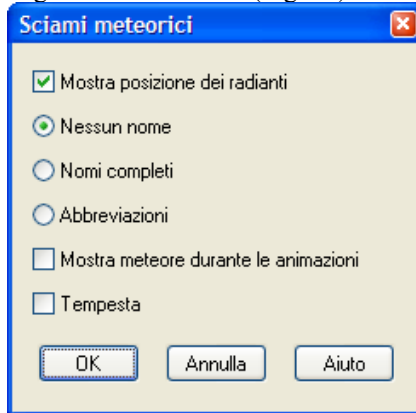 Sciami meteorici
Mostra posizione dei radianti
Nessun nome
Nomi completi
Abbreviazioni
Mostra meteore durante le animazioni
Tempesta
OK Annulla Aiuto